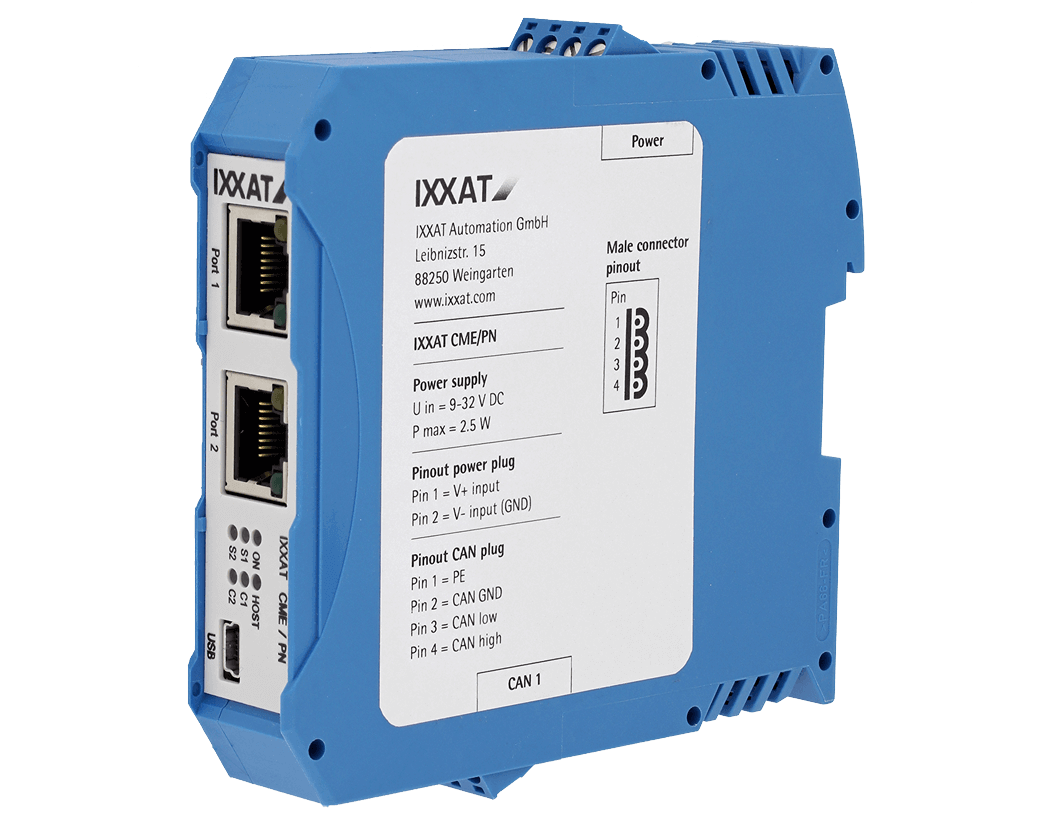 IXXAT
Port 1
Port 2
ON
HOST
S1
C1
S2
C2
USB
IXXAT CME / PN
Power
IXXAT
IXXAT Automation GmbH
Leibnizstr. 15
88250 Weingarten
www.ixxat.com
IXXAT CME/PN
Power supply
U in = 9-32 V DC
P max = 2.5 W
Pinout power plug
Pin 1 = V+ input
Pin 2 = V- input (GND)
Pinout CAN plug
Pin 1 = PE
Pin 2 = CAN GND
Pin 3 = CAN low
Pin 4 = CAN high
CAN 1
Male connector
pinout
Pin
1
2
3
4